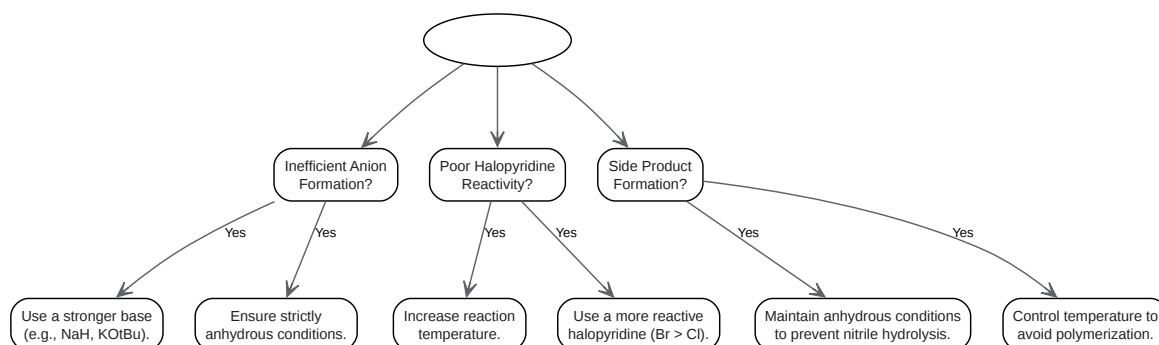 Inefficient Anion
Formation?
Poor Halopyridine
Reactivity?
Side Product
Formation?
Yes
Yes
Yes
Yes
Yes
Yes
Use a stronger base
(e.g., NaH, KOtBu).
Ensure strictly
anhydrous conditions.
Increase reaction
temperature.
Use a more reactive
halopyridine (Br > Cl).
Maintain anhydrous conditions
to prevent nitrile hydrolysis.
Control temperature to
avoid polymerization.